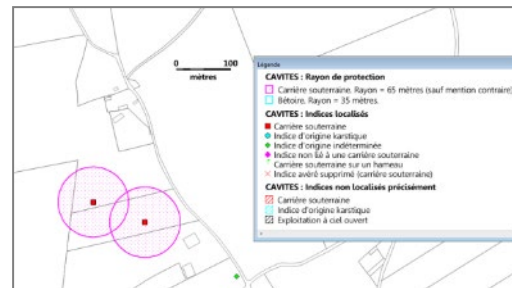 0 100
mètres
Légende
CAVITES : Rayon de protection
Carrière souterraine. Rayon = 65 mètres (sauf mention contraire)
Bétoire. Rayon = 35 mètres.
CAVITES : Indices localisés
Carrière souterraine
Indice d'origine karstique
Indice d'origine indéterminée
Indice non lié à une carrière souterraine
Carrière souterraine sur un hameau
Indice avéré supprimé (carrière souterraine)
CAVITES : Indices non localisés précisément
Carrière souterraine
Indice d'origine karstique
Exploitation à ciel ouvert